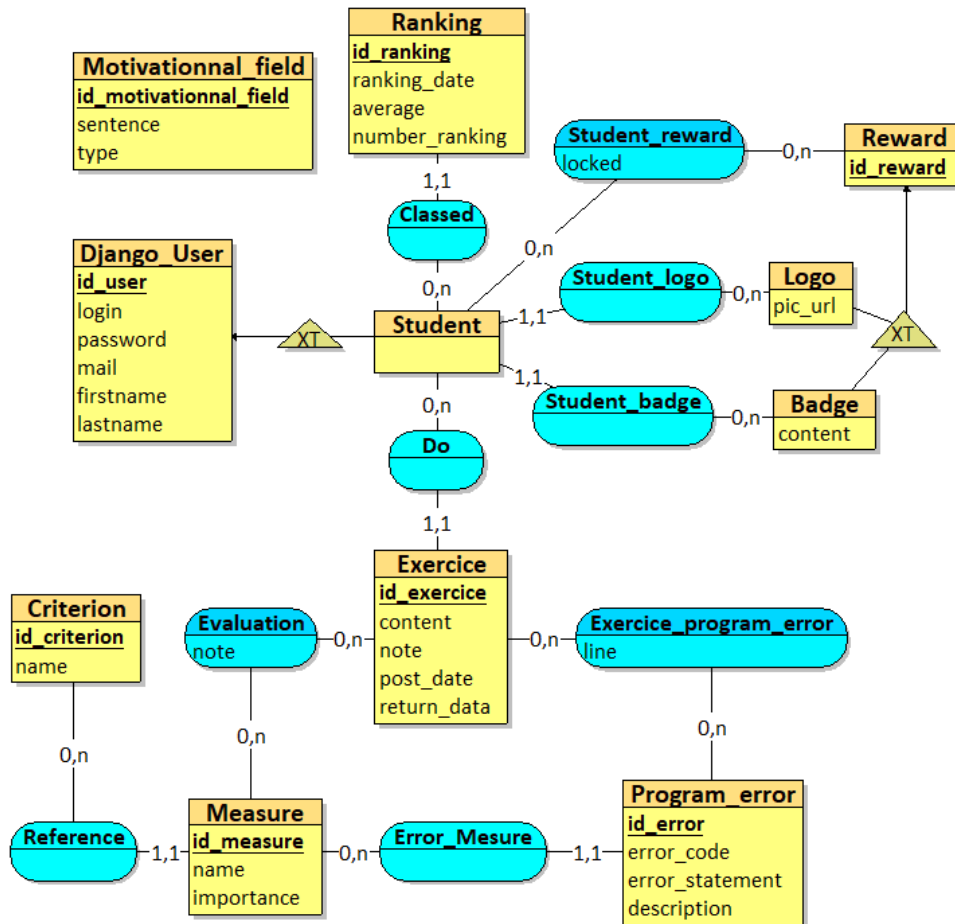 Ranking
id_ranking
ranking_date
average
number_ranking
Motivationnal_field
id_motivationnal_field
sentence
type
Student_reward
locked
0,n
Reward
id_reward
1,1
Classed
0,n
0,n
Django_User
id_user
login
password
mail
firstname
lastname
XT
Student
1,1
Student_logo
0,n
Logo
pic_url
XT
1,1
Student_badge
0,n
Badge
content
0,n
Do
1,1
Exercice
id_exercice
content
note
post_date
return_data
Criterion
id_criterion
name
Evaluation
note
0,n
0,n
Exercice_program_error
line
0,n
0,n
0,n
Reference
1,1
Measure
id_measure
name
importance
0,n
Error_Mesure
1,1
Program_error
id_error
error_code
error_statement
description